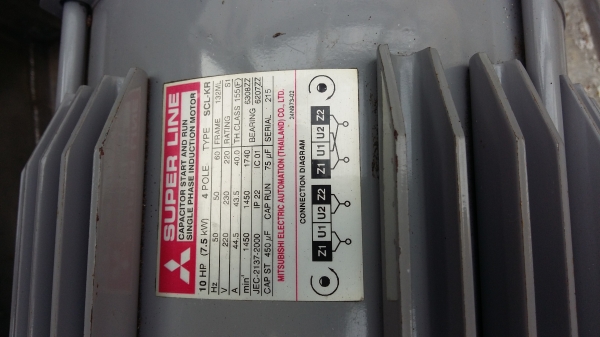 SUPER LINE
CAPACITOR START AND RUN
SINGLE PHASE INDUCTION MOTOR
10 HP (7.5 kW) 4 POLE TYPE SCL-KR
Hz 50 50 60 FRAME 132ML
V 220 230 220 RATING S1
A 44.5 43.5 40.0 TH.CLASS 155(F)
min⁻¹ 1450 1450 1740 BEARING 6308ZZ
JEC-2137-2000 IP 22 IC 01 6207ZZ
CAP ST 450 µF CAP RUN 75 µF SERIAL 215
MITSUBISHI ELECTRIC AUTOMATION (THAILAND) CO.,LTD.
CONNECTION DIAGRAM
Z1 U1 U2 Z2
Z1 U1 U2 Z2